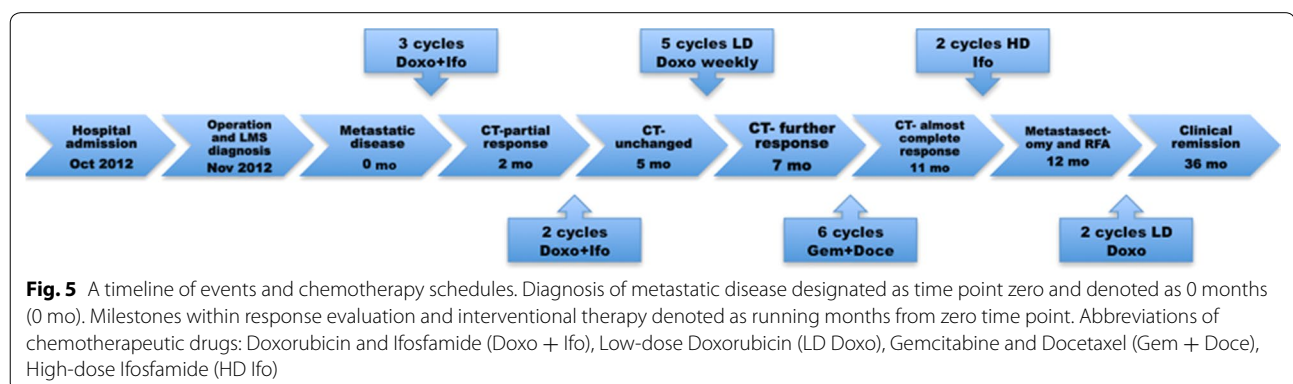 3 cycles
Doxo+Ifo
5 cycles LD
Doxo weekly
2 cycles HD
Ifo
Hospital
admission
Oct 2012
Operation
and LMS
diagnosis
Nov 2012
Metastatic
disease
0 mo
CT-partial
response
2 mo
CT-
unchanged
5 mo
CT- further
response
7 mo
CT- almost
complete
response
11 mo
Metastasect-
omy and RFA
12 mo
Clinical
remission
36 mo
2 cycles
Doxo+Ifo
6 cycles
Gem+Doce
2 cycles LD
Doxo
Fig. 5 A timeline of events and chemotherapy schedules. Diagnosis of metastatic disease designated as time point zero and denoted as 0 months
(0 mo). Milestones within response evaluation and interventional therapy denoted as running months from zero time point. Abbreviations of
chemotherapeutic drugs: Doxorubicin and Ifosfamide (Doxo + Ifo), Low-dose Doxorubicin (LD Doxo), Gemcitabine and Docetaxel (Gem + Doce),
High-dose Ifosfamide (HD Ifo)